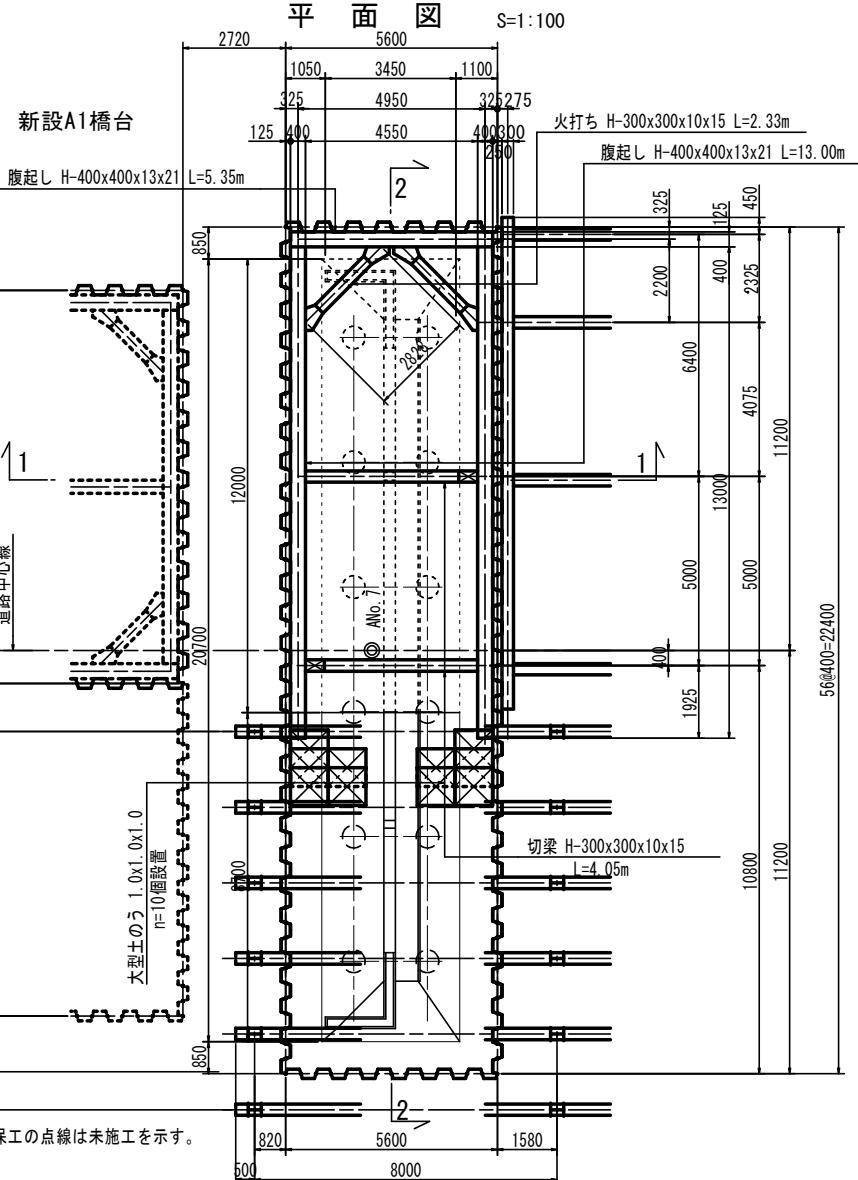 平面図 S=1:100
2720 5600
1050 3450 1100
325 4950 325 275
125 400 4550 400 300
250
新設A1橋台
火打ち H-300x300x10x15 L=2.33m
腹起し H-400x400x13x21 L=13.00m
腹起し H-400x400x13x21 L=5.35m
2
325
125
450
850
2200
400
2325
6400
4075
11200
12000
13000
1
1
道路中心線
20700
ANo. 7
5000
5000
400
1925
56@400=22400
大型土のう 1.0x1.0x1.0
n=10個設置
切梁 H-300x300x10x15
L=4.05m
10800
11200
850
2
工の点線は未施工を示す。
820 5600 1580
500 8000